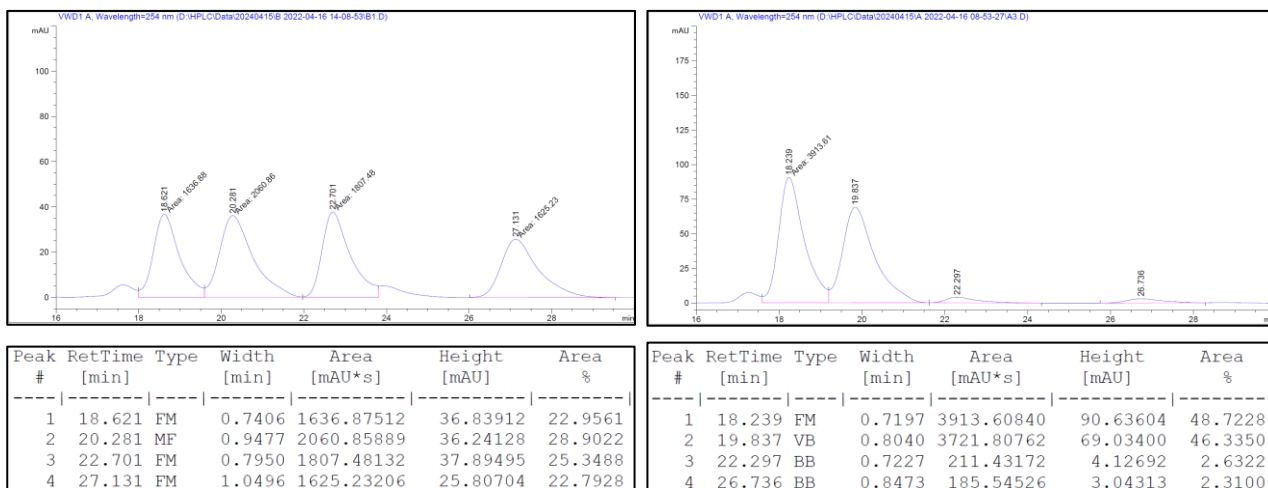 VWD1 A, Wavelength=254 nm (D:\HPLC\Data\20240415\B 2022-04-16 14-08-53\B1.D)
mAU
100
80
60
40
20
0
18.621
Area: 1636.88
20.281
Area: 2060.86
22.701
Area: 1807.48
27.131
Area: 1625.23
16 18 20 22 24 26 28 min
Peak RetTime Type Width Area Height Area
# [min] [min] [mAU*s] [mAU] %
----|-------|----|-------|----------|----------|--------|
1 18.621 FM 0.7406 1636.87512 36.83912 22.9561
2 20.281 MF 0.9477 2060.85889 36.24128 28.9022
3 22.701 FM 0.7950 1807.48132 37.89495 25.3488
4 27.131 FM 1.0496 1625.23206 25.80704 22.7928
VWD1 A, Wavelength=254 nm (D:\HPLC\Data\20240415\A 2022-04-16 08-53-27\A3.D)
mAU
175
150
125
100
75
50
25
0
18.239
Area: 3913.61
19.837
22.297
26.736
16 18 20 22 24 26 28 m
Peak RetTime Type Width Area Height Area
# [min] [min] [mAU*s] [mAU] %
----|-------|----|-------|----------|----------|--------|
1 18.239 FM 0.7197 3913.60840 90.63604 48.7228
2 19.837 VB 0.8040 3721.80762 69.03400 46.3350
3 22.297 BB 0.7227 211.43172 4.12692 2.6322
4 26.736 BB 0.8473 185.54526 3.04313 2.3100